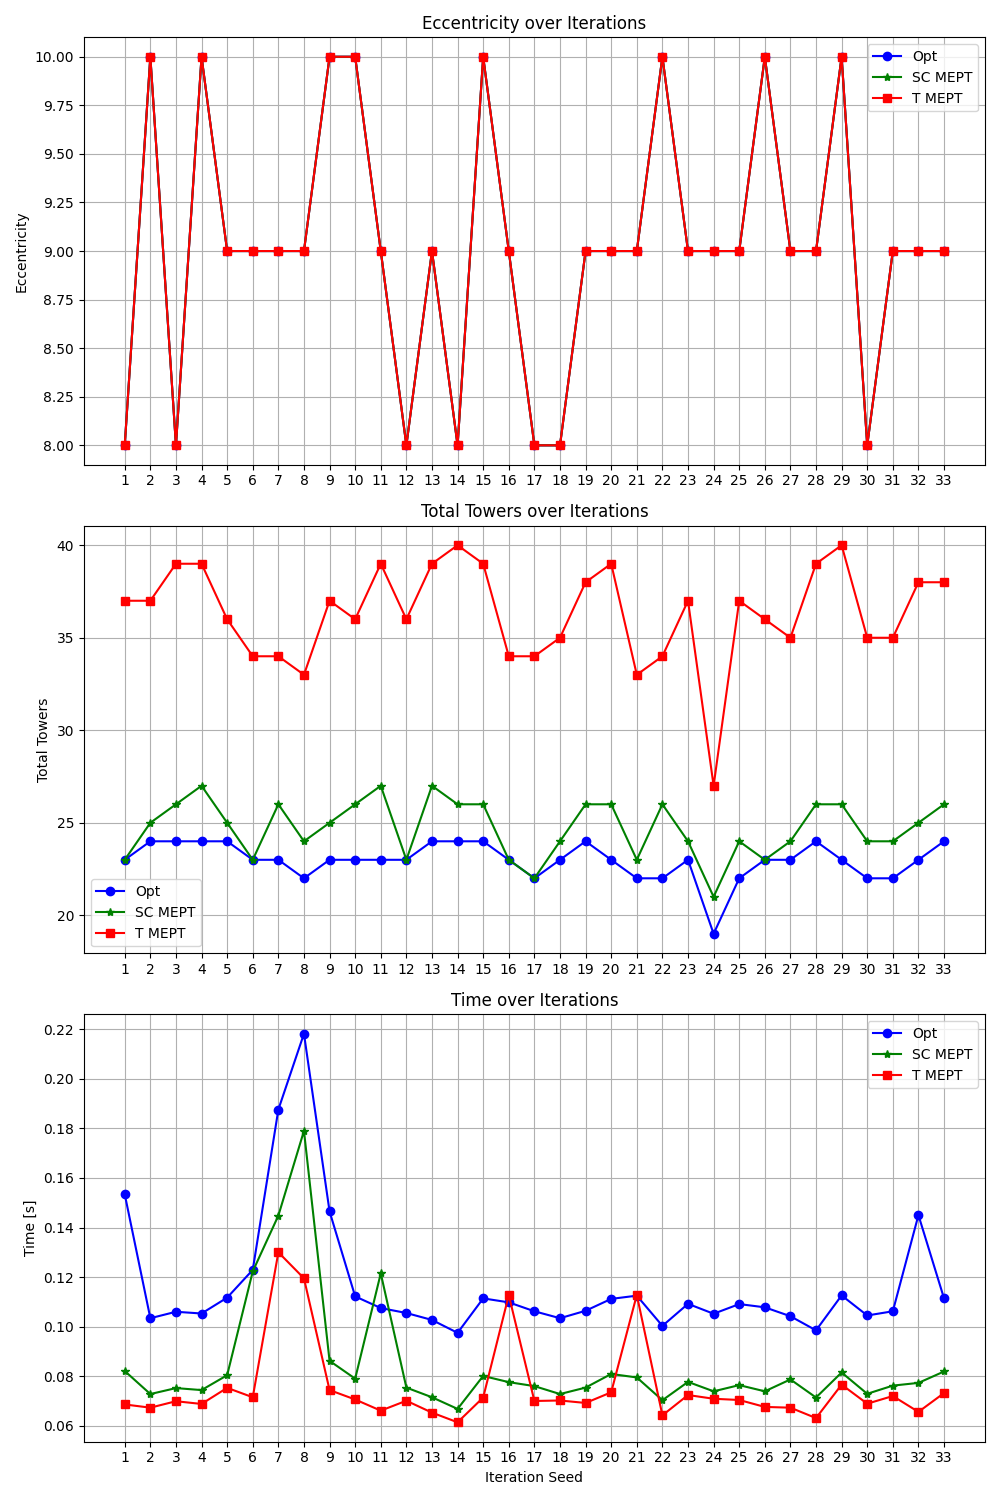 Eccentricity over Iterations
10.00
9.75
9.50
9.25
9.00
8.75
8.50
8.25
8.00
Eccentricity
Opt
SC MEPT
T MEPT
1 2 3 4 5 6 7 8 9 10 11 12 13 14 15 16 17 18 19 20 21 22 23 24 25 26 27 28 29 30 31 32 33
Total Towers over Iterations
40
35
30
25
20
Total Towers
Opt
SC MEPT
T MEPT
1 2 3 4 5 6 7 8 9 10 11 12 13 14 15 16 17 18 19 20 21 22 23 24 25 26 27 28 29 30 31 32 33
Time over Iterations
0.22
0.20
0.18
0.16
0.14
0.12
0.10
0.08
0.06
Time [s]
Opt
SC MEPT
T MEPT
1 2 3 4 5 6 7 8 9 10 11 12 13 14 15 16 17 18 19 20 21 22 23 24 25 26 27 28 29 30 31 32 33
Iteration Seed